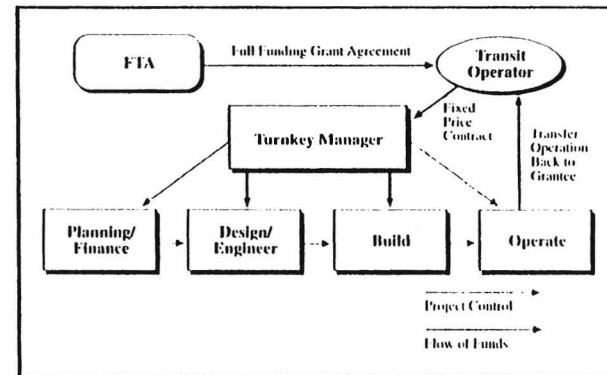 FTA
Full Funding Grant Agreement
Transit
Operator
Fixed
Price
Contract
Transfer
Operation
Back to
Grantee
Turnkey Manager
Planning/
Finance
Design/
Engineer
Build
Operate
Project Control
Flow of Funds